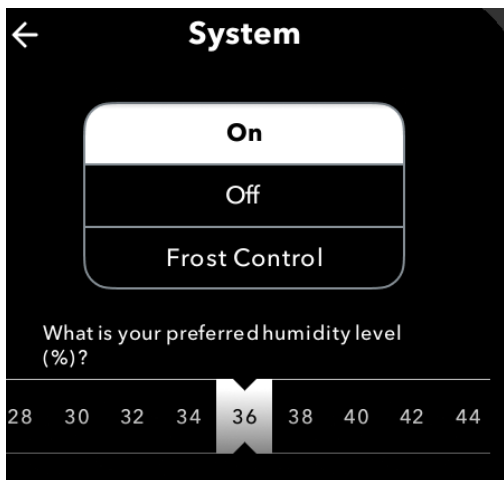 System
On
Off
Frost Control
What is your preferred humidity level
(%)?
28 30 32 34 36 38 40 42 44